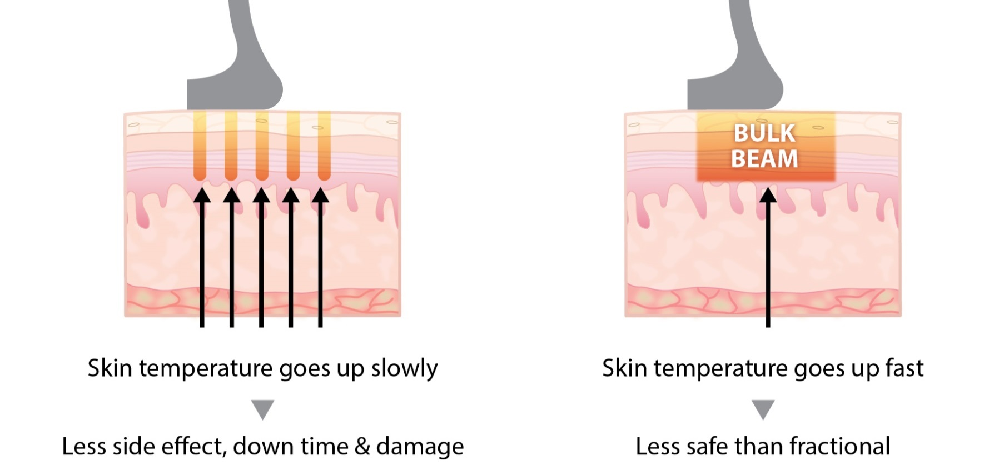 BULK
BEAM
Skin temperature goes up slowly
Skin temperature goes up fast
Less side effect, down time & damage
Less safe than fractional